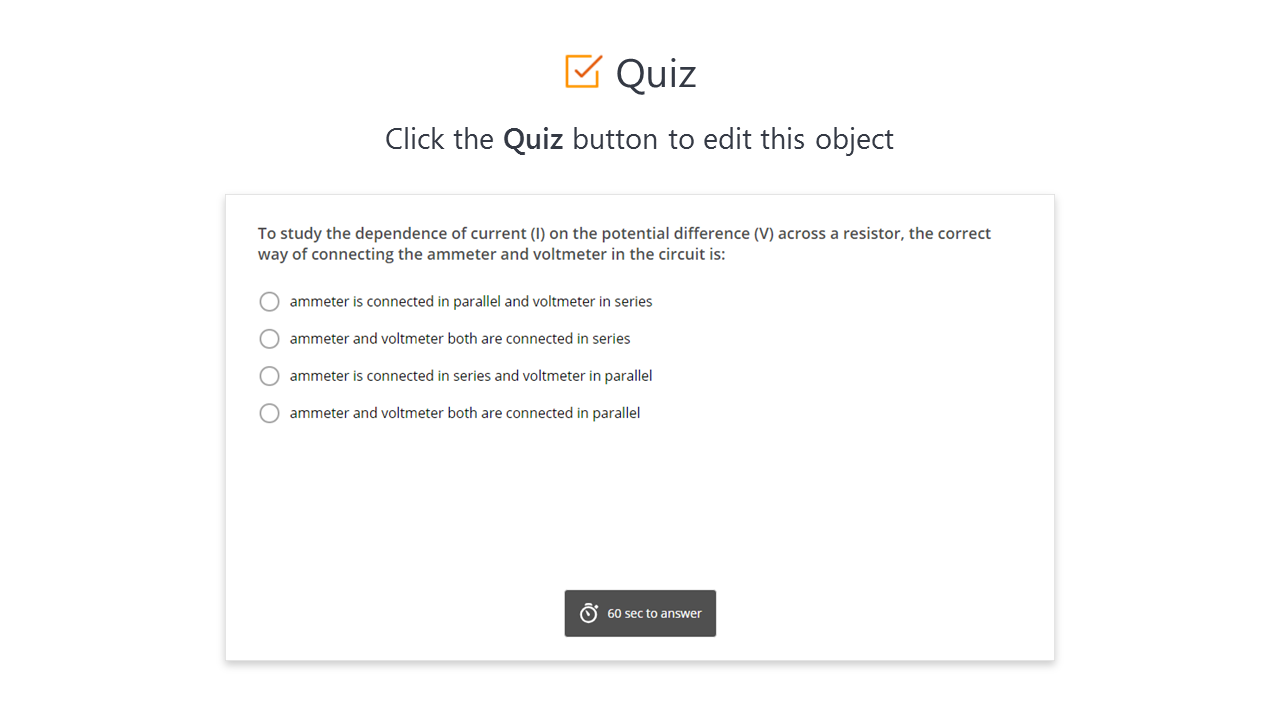 Quiz
Click the Quiz button to edit this object
To study the dependence of current (I) on the potential difference (V) across a resistor, the correct
way of connecting the ammeter and voltmeter in the circuit is:
ammeter is connected in parallel and voltmeter in series
ammeter and voltmeter both are connected in series
ammeter is connected in series and voltmeter in parallel
ammeter and voltmeter both are connected in parallel
60 sec to answer